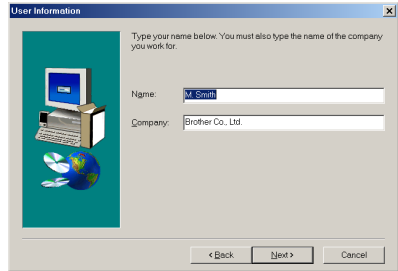 User Information
Type your name below. You must also type the name of the company
you work for.
Name:
M. Smith
Company:
Brother Co., Ltd.
< Back
Next >
Cancel